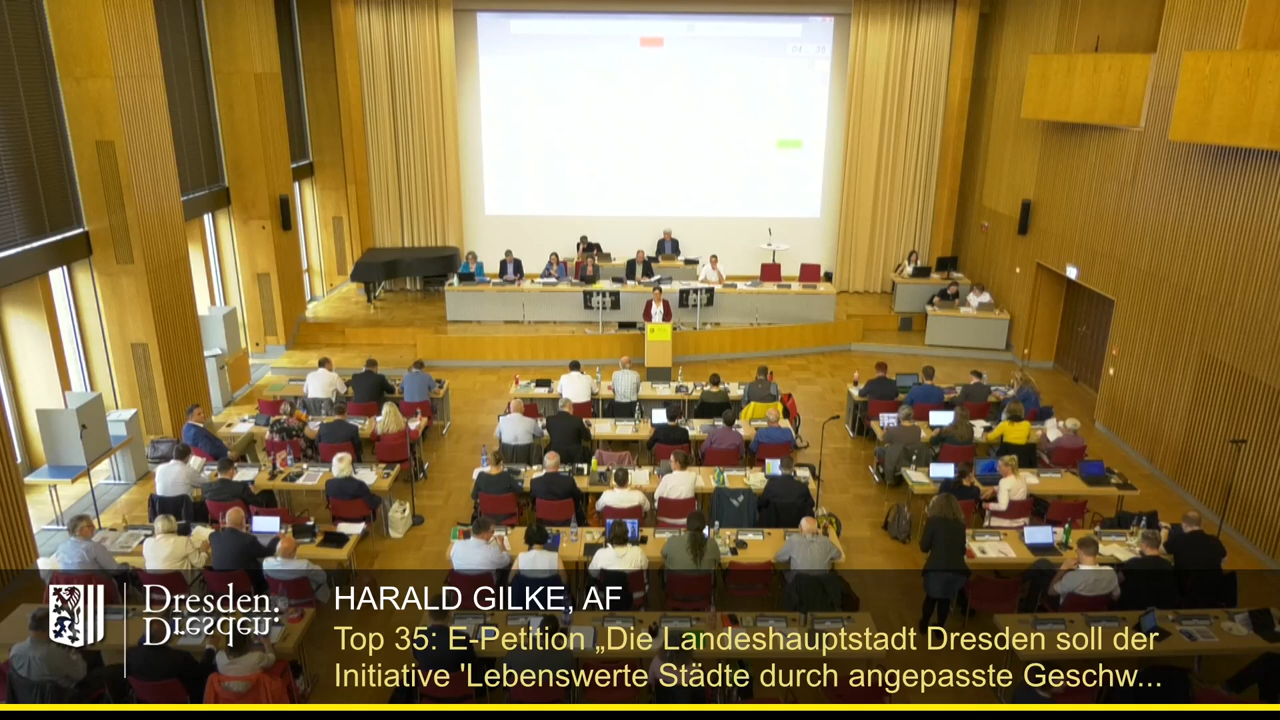 Dresden.
Dresden.
HARALD GILKE, AF
Top 35: E-Petition „Die Landeshauptstadt Dresden soll der
Initiative 'Lebenswerte Städte durch angepasste Geschw...